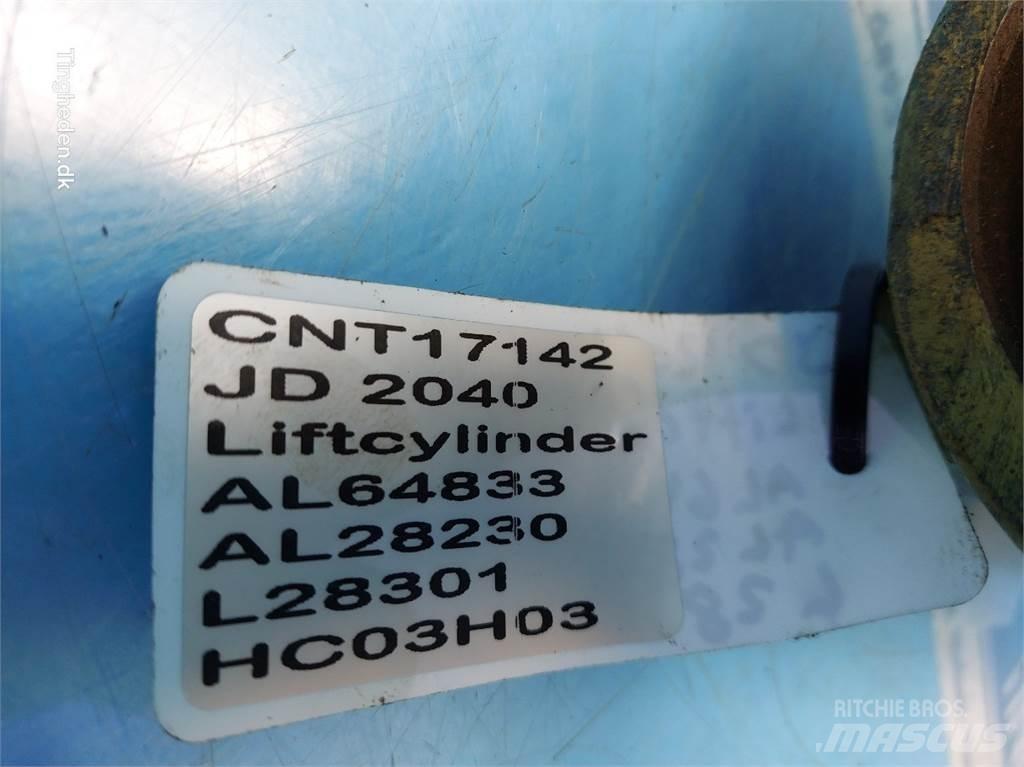 Tingheden.dk
CNT17142
JD 2040
Liftcylinder
AL64833
AL28230
L28301
HC03H03
RITCHIE BROS.
MASCUS